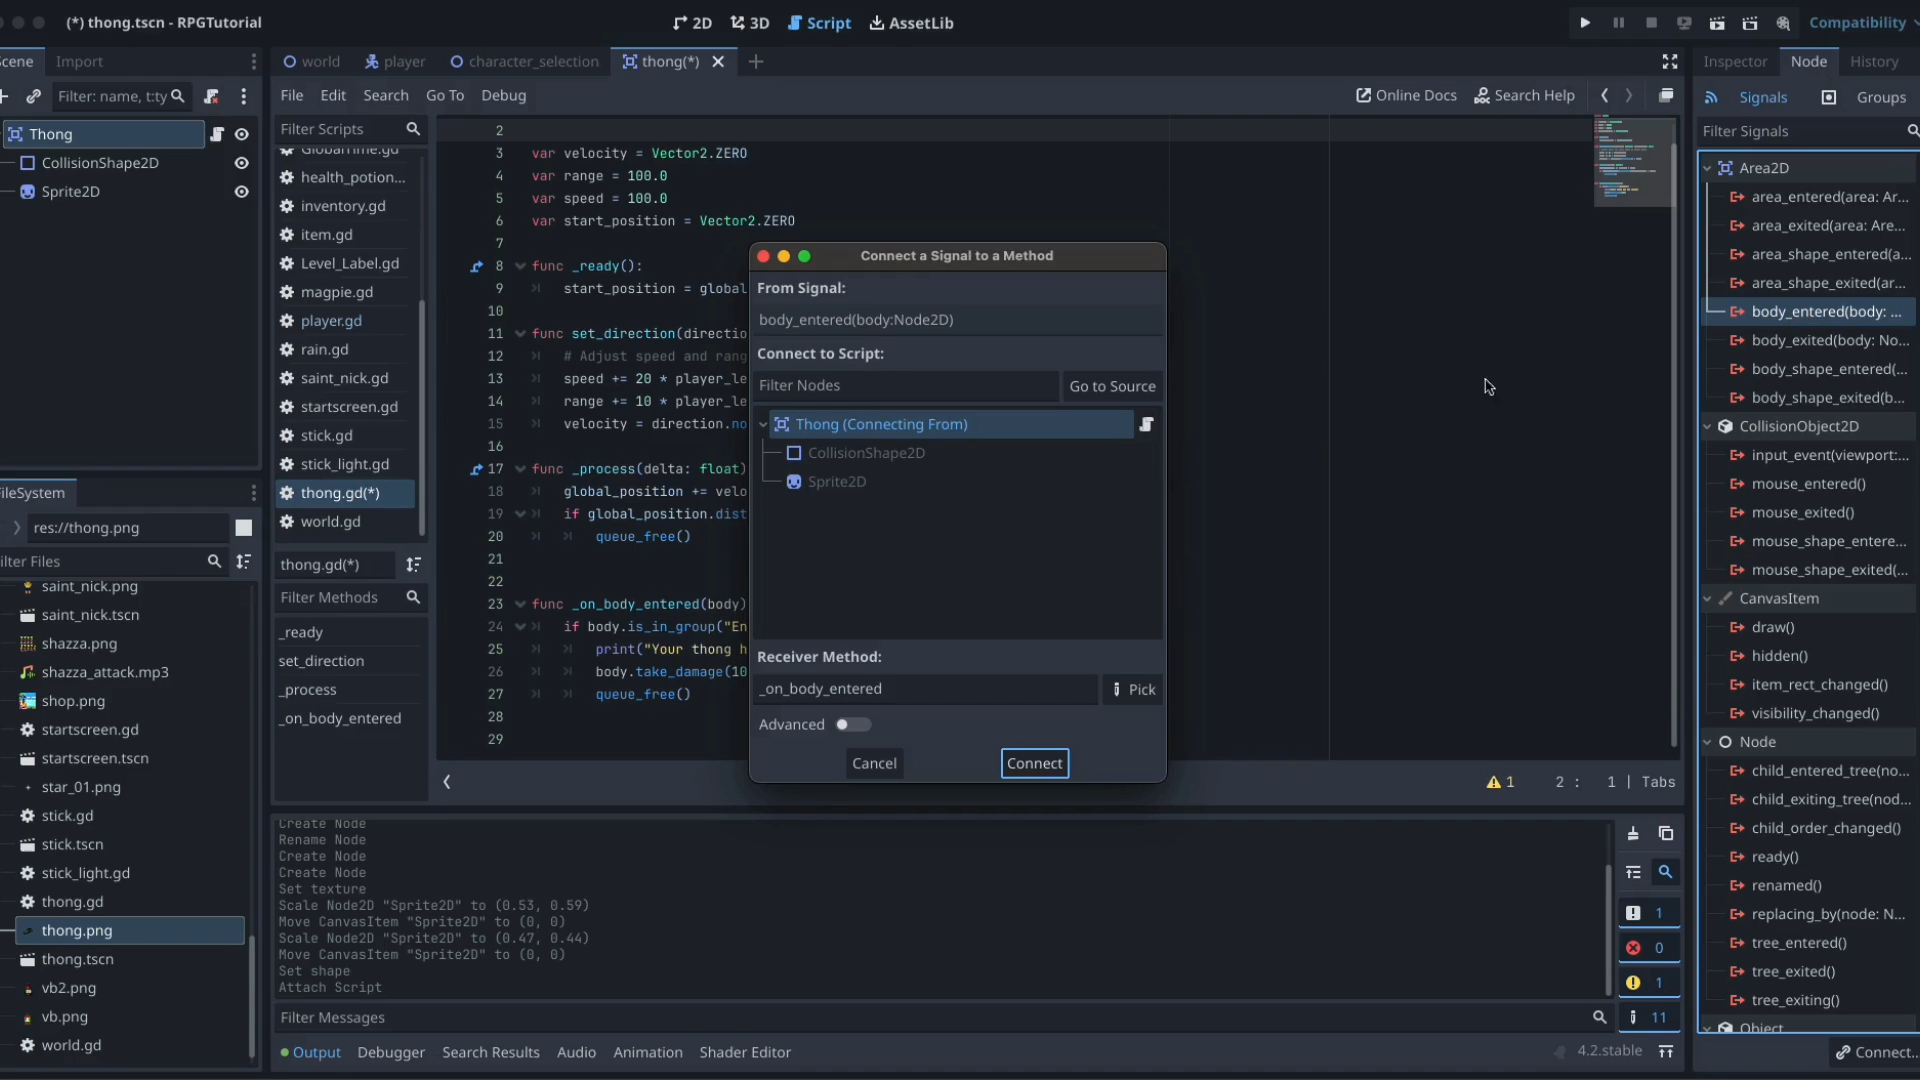 (*) thong.tscn - RPGTutorial
2D
3D
Script
AssetLib
Compatibility
Scene
Import
Filter: name, t:ty
Thong
CollisionShape2D
Sprite2D
world
player
character_selection
thong(*)
File
Edit
Search
Go To
Debug
Online Docs
Search Help
Filter Scripts
GlobalTime.gd
health_potion...
inventory.gd
item.gd
Level_Label.gd
magpie.gd
player.gd
rain.gd
saint_nick.gd
startscreen.gd
stick.gd
stick_light.gd
thong.gd(*)
world.gd
thong.gd(*)
Filter Methods
_ready
set_direction
_process
_on_body_entered
2
3 var velocity = Vector2.ZERO
4 var range = 100.0
5 var speed = 100.0
6 var start_position = Vector2.ZERO
7
8 func _ready():
9 start_position = global
10
11 func set_direction(directio
12 # Adjust speed and rang
13 speed += 20 * player_le
14 range += 10 * player_le
15 velocity = direction.no
16
17 func _process(delta: float)
18 global_position += velo
19 if global_position.dist
20 queue_free()
21
22
23 func _on_body_entered(body)
24 if body.is_in_group("En
25 print("Your thong h
26 body.take_damage(10
27 queue_free()
28
29
1
2 : 1 | Tabs
Connect a Signal to a Method
From Signal:
body_entered(body:Node2D)
Connect to Script:
Filter Nodes
Go to Source
Thong (Connecting From)
CollisionShape2D
Sprite2D
Receiver Method:
_on_body_entered
Pick
Advanced
Cancel
Connect
FileSystem
res://thong.png
Filter Files
saint_nick.png
saint_nick.tscn
shazza.png
shazza_attack.mp3
shop.png
startscreen.gd
startscreen.tscn
star_01.png
stick.gd
stick.tscn
stick_light.gd
thong.gd
thong.png
thong.tscn
vb2.png
vb.png
world.gd
Create Node
Rename Node
Create Node
Create Node
Set texture
Scale Node2D "Sprite2D" to (0.53, 0.59)
Move CanvasItem "Sprite2D" to (0, 0)
Scale Node2D "Sprite2D" to (0.47, 0.44)
Move CanvasItem "Sprite2D" to (0, 0)
Set shape
Attach Script
Filter Messages
1
0
1
11
Output
Debugger
Search Results
Audio
Animation
Shader Editor
4.2.stable
Inspector
Node
History
Signals
Groups
Filter Signals
Area2D
area_entered(area: Ar...
area_exited(area: Are...
area_shape_entered(a...
area_shape_exited(ar...
body_entered(body: ...
body_exited(body: No...
body_shape_entered(...
body_shape_exited(b...
CollisionObject2D
input_event(viewport:...
mouse_entered()
mouse_exited()
mouse_shape_entere...
mouse_shape_exited(...
CanvasItem
draw()
hidden()
item_rect_changed()
visibility_changed()
Node
child_entered_tree(no...
child_exiting_tree(nod...
child_order_changed()
ready()
renamed()
replacing_by(node: N...
tree_entered()
tree_exited()
tree_exiting()
Object
Connect...